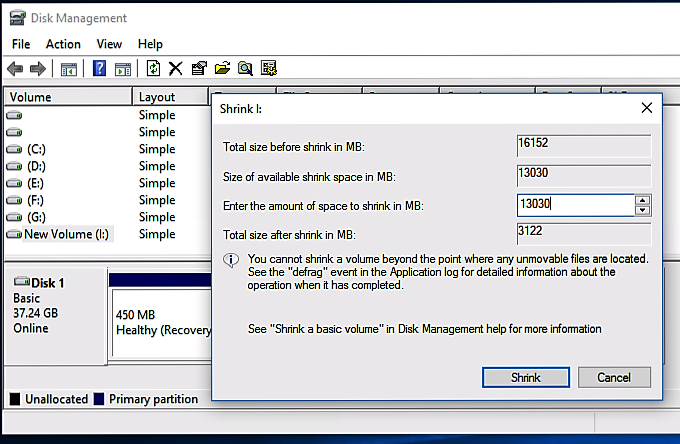 Disk Management
File Action View Help
Volume Layout
Simple
Simple
(C:) Simple
(D:) Simple
(E:) Simple
(F:) Simple
(G:) Simple
New Volume (I:) Simple
Shrink I:
Total size before shrink in MB: 16152
Size of available shrink space in MB: 13030
Enter the amount of space to shrink in MB: 13030
Total size after shrink in MB: 3122
You cannot shrink a volume beyond the point where any unmovable files are located.
See the "defrag" event in the Application log for detailed information about the
operation when it has completed.
See "Shrink a basic volume" in Disk Management help for more information
Shrink Cancel
Disk 1
Basic
37.24 GB
Online
450 MB
Healthy (Recovery
Unallocated Primary partition